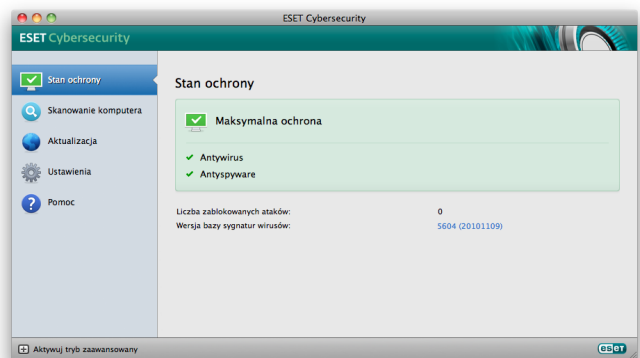 ESET Cybersecurity
ESET Cybersecurity
Stan ochrony
Skanowanie komputera
Aktualizacja
Ustawienia
Pomoc
Stan ochrony
Maksymalna ochrona
Antywirus
Antyspyware
Liczba zablokowanych ataków: 0
Wersja bazy sygnatur wirusów: 5604 (20101109)
Aktywuj tryb zaawansowany
eset